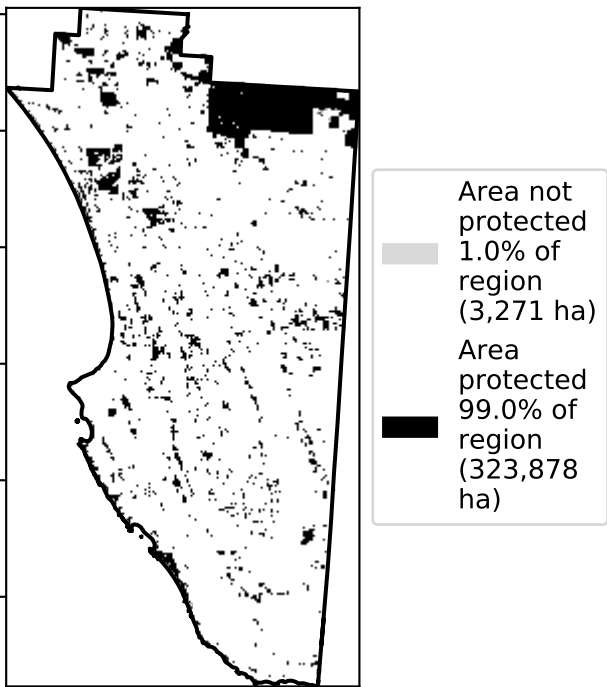 Area not
protected
1.0% of
region
(3,271 ha)
Area
protected
99.0% of
region
(323,878
ha)